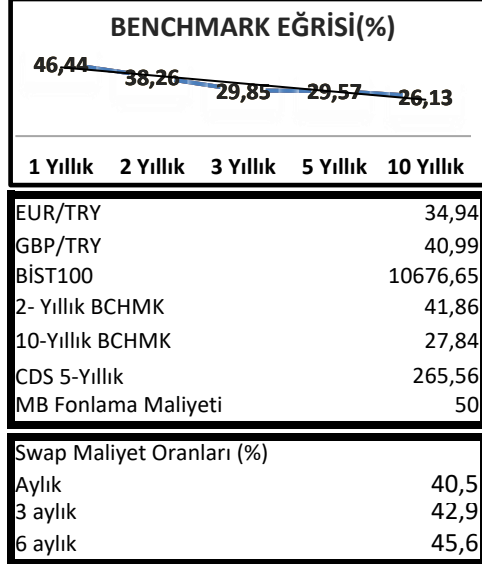 BENCHMARK EĞRİSİ(%)
46,44 38,26 29,85 29,57 26,13
1 Yıllık 2 Yıllık 3 Yıllık 5 Yıllık 10 Yıllık
EUR/TRY 34,94
GBP/TRY 40,99
BİST100 10676,65
2- Yıllık BCHMK 41,86
10-Yıllık BCHMK 27,84
CDS 5-Yıllık 265,56
MB Fonlama Maliyeti 50
Swap Maliyet Oranları (%)
Aylık 40,5
3 aylık 42,9
6 aylık 45,6